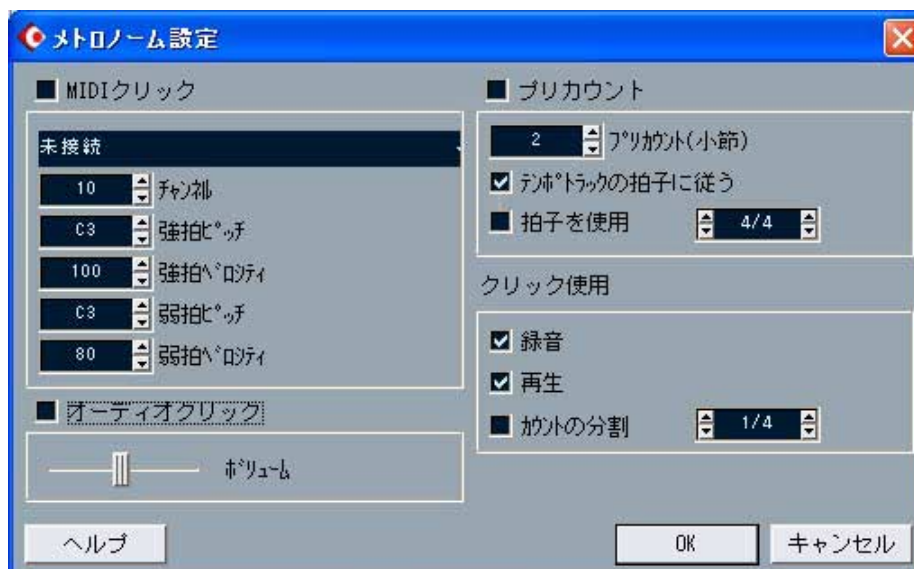 メトロノーム設定
MIDIクリック
未接続
10 チャンネル
C3 強拍ピッチ
100 強拍ベロシティ
C3 弱拍ピッチ
80 弱拍ベロシティ
オーディオクリック
ボリューム
プリカウント
2 プリカウント(小節)
テンポトラックの拍子に従う
拍子を使用 4/4
クリック使用
録音
再生
カウントの分割 1/4
ヘルプ
OK
キャンセル